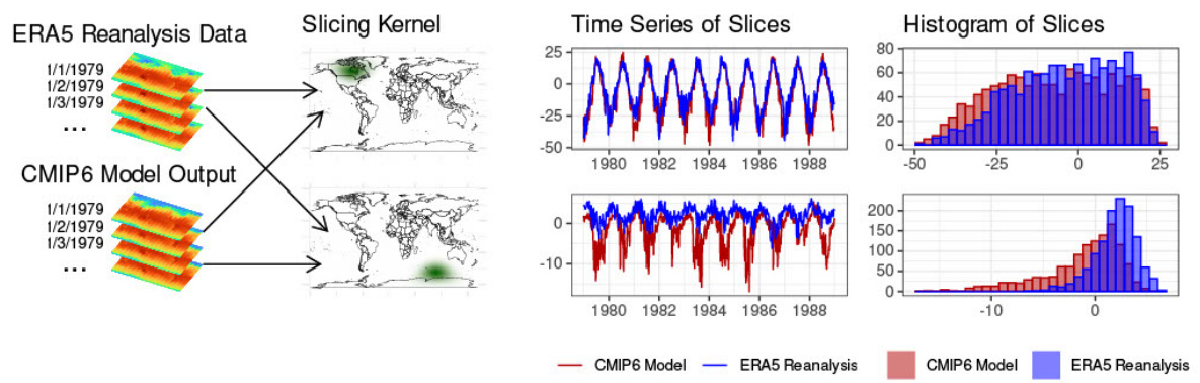 ERA5 Reanalysis Data
1/1/1979
1/2/1979
1/3/1979
...
CMIP6 Model Output
1/1/1979
1/2/1979
1/3/1979
...
Slicing Kernel
Time Series of Slices
25
0
-25
-50
1980 1982 1984 1986 1988
0
-10
1980 1982 1984 1986 1988
CMIP6 Model ERA5 Reanalysis
Histogram of Slices
80
60
40
20
0
-50 -25 0 25
200
150
100
50
0
-10 0
CMIP6 Model ERA5 Reanalysis